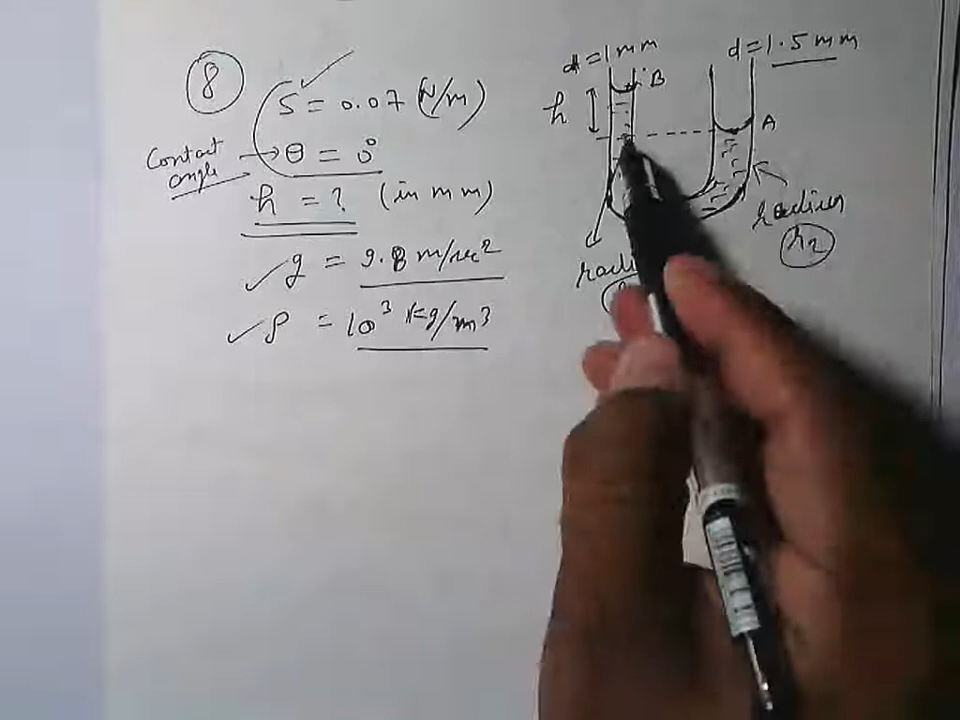 8
S = 0.07 (N/m)
Contact angle → θ = 0°
h = ? (in mm)
g = 9.8 m/sec²
ρ = 10³ Kg/m³
d = 1 mm
d = 1.5 mm
B
h
A
radius
r₂